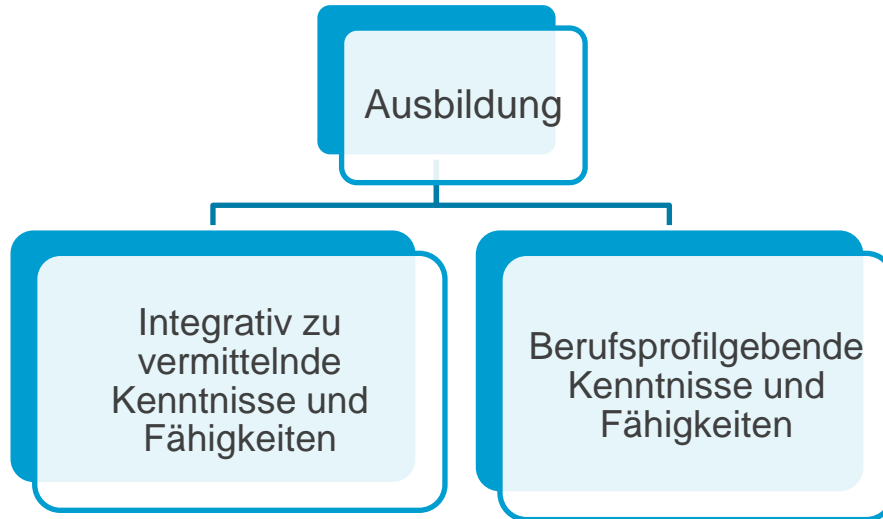 Ausbildung
Integrativ zu
vermittelnde
Kenntnisse und
Fähigkeiten
Berufsprofilgebende
Kenntnisse und
Fähigkeiten